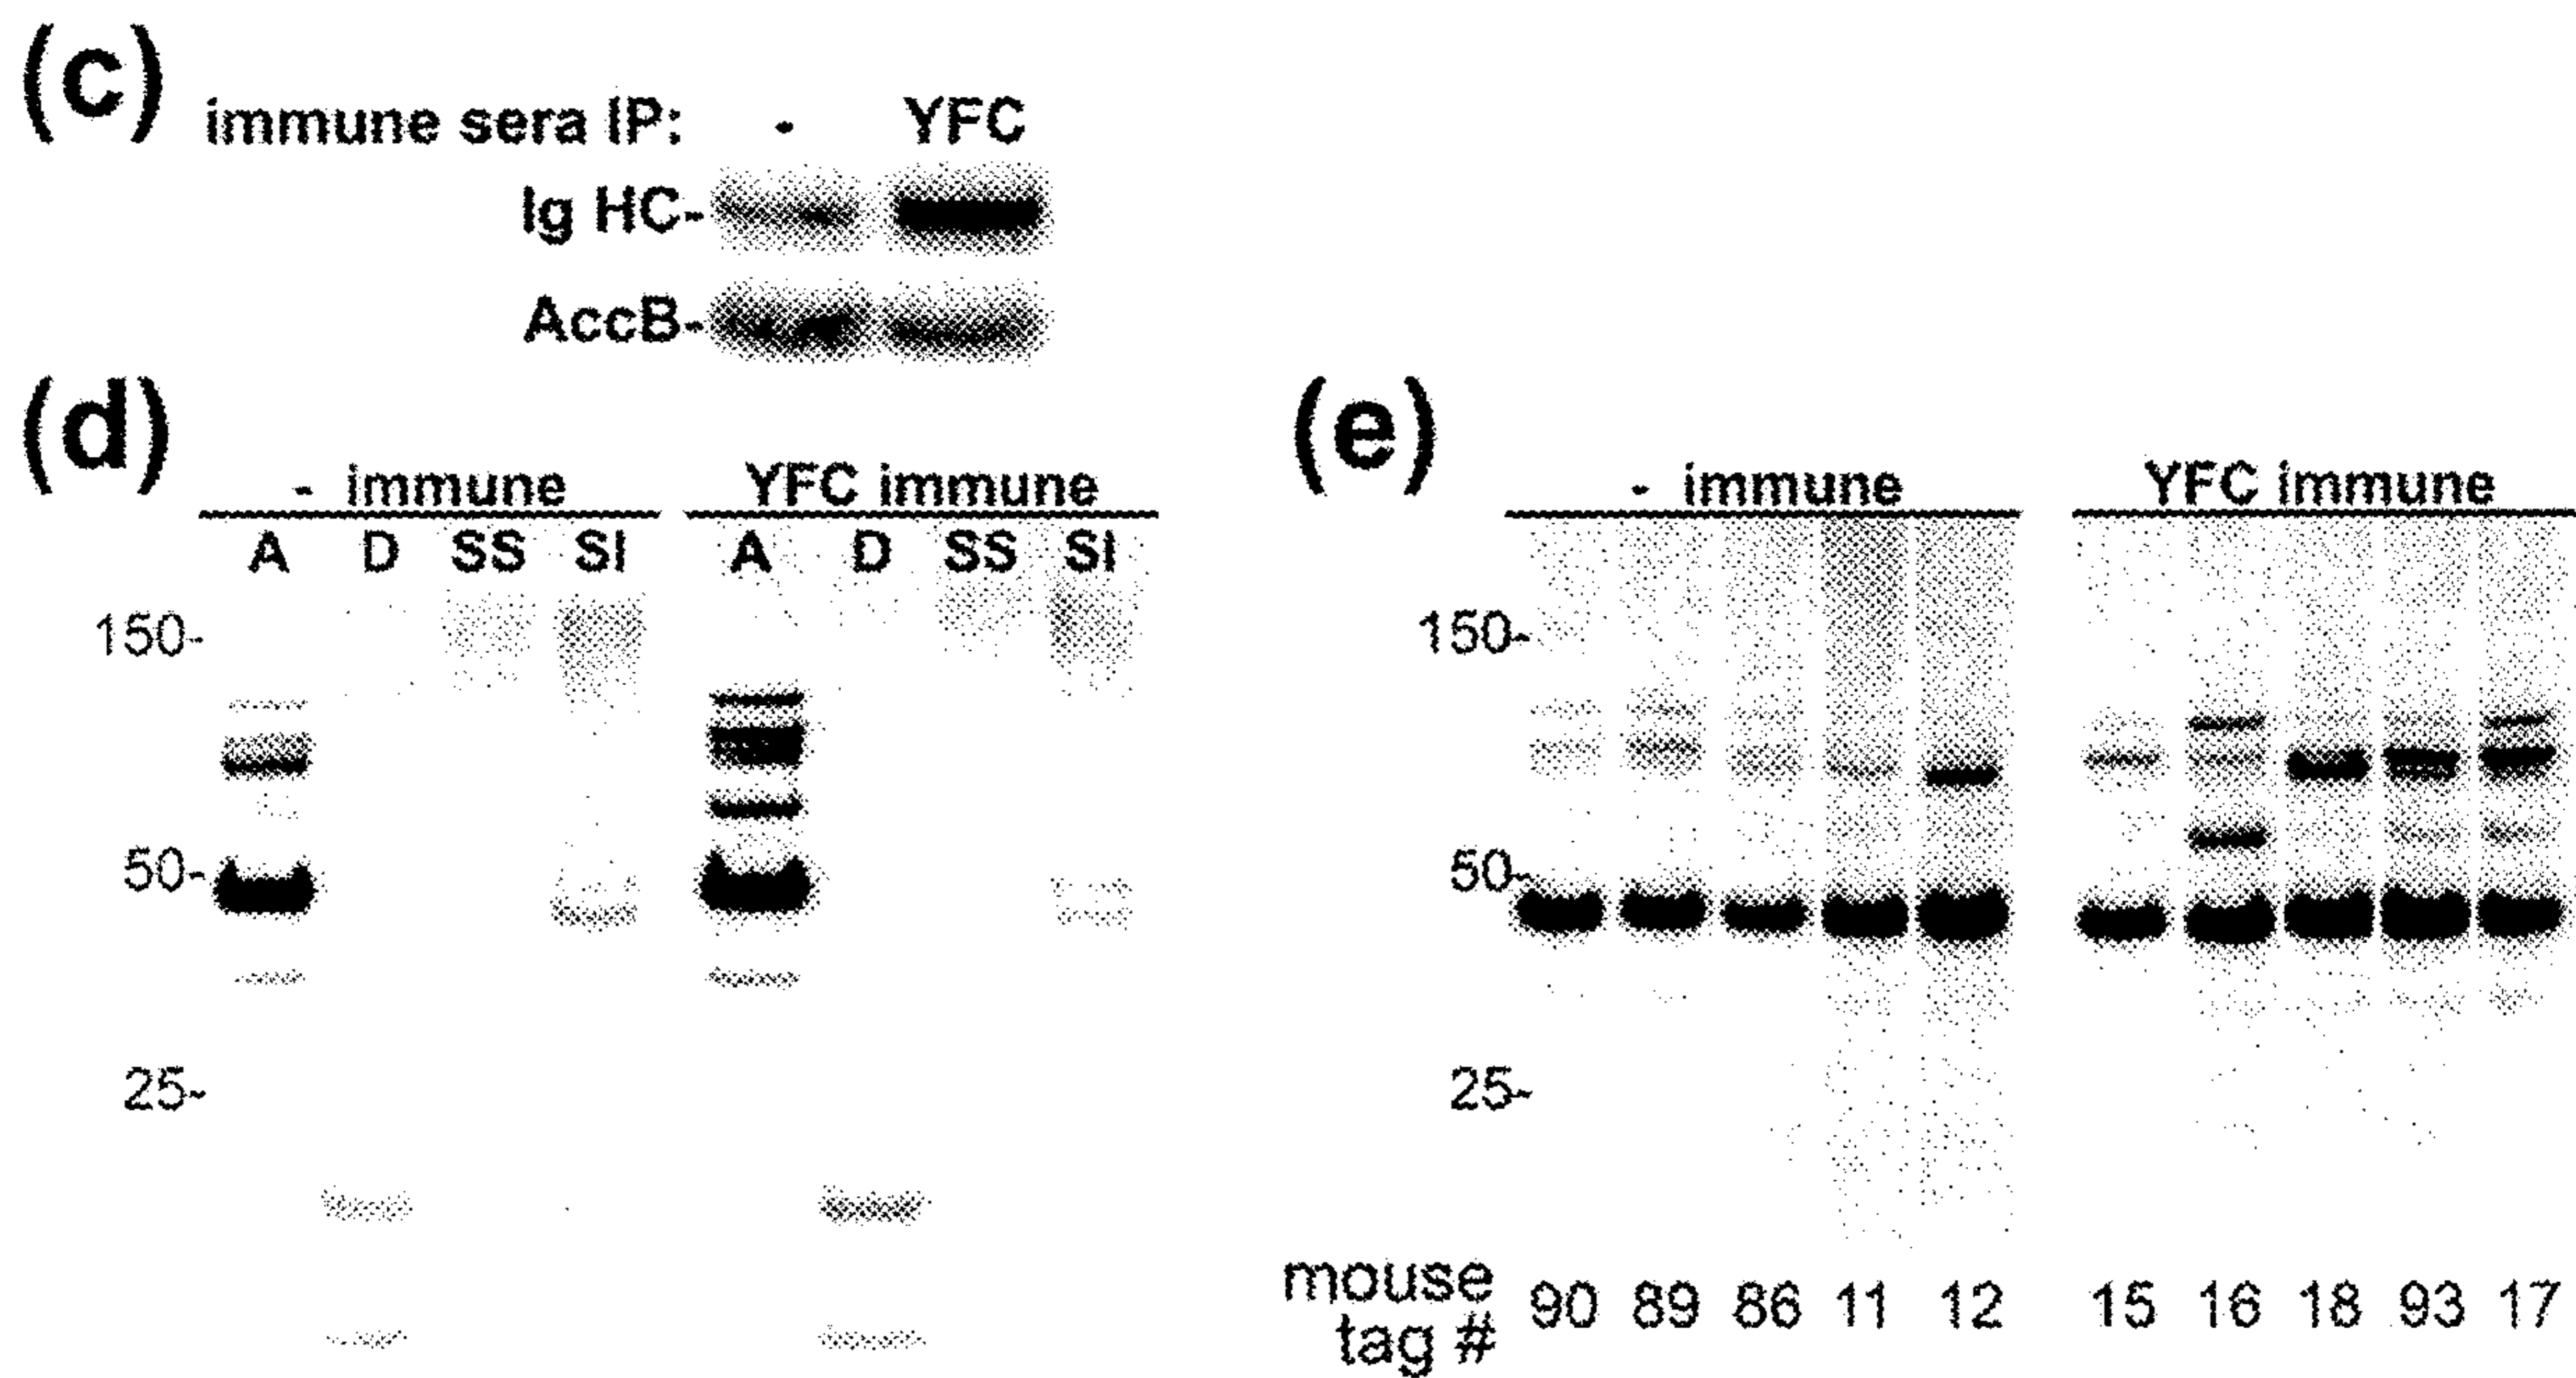 (c)
immune sera IP: - YFC
Ig HC-
AccB-
(d)
- immune YFC immune
A D SS SI A D SS SI
150-
50-
25-
(e)
- immune YFC immune
150-
50-
25-
mouse
tag #
90 89 86 11 12 15 16 18 93 17